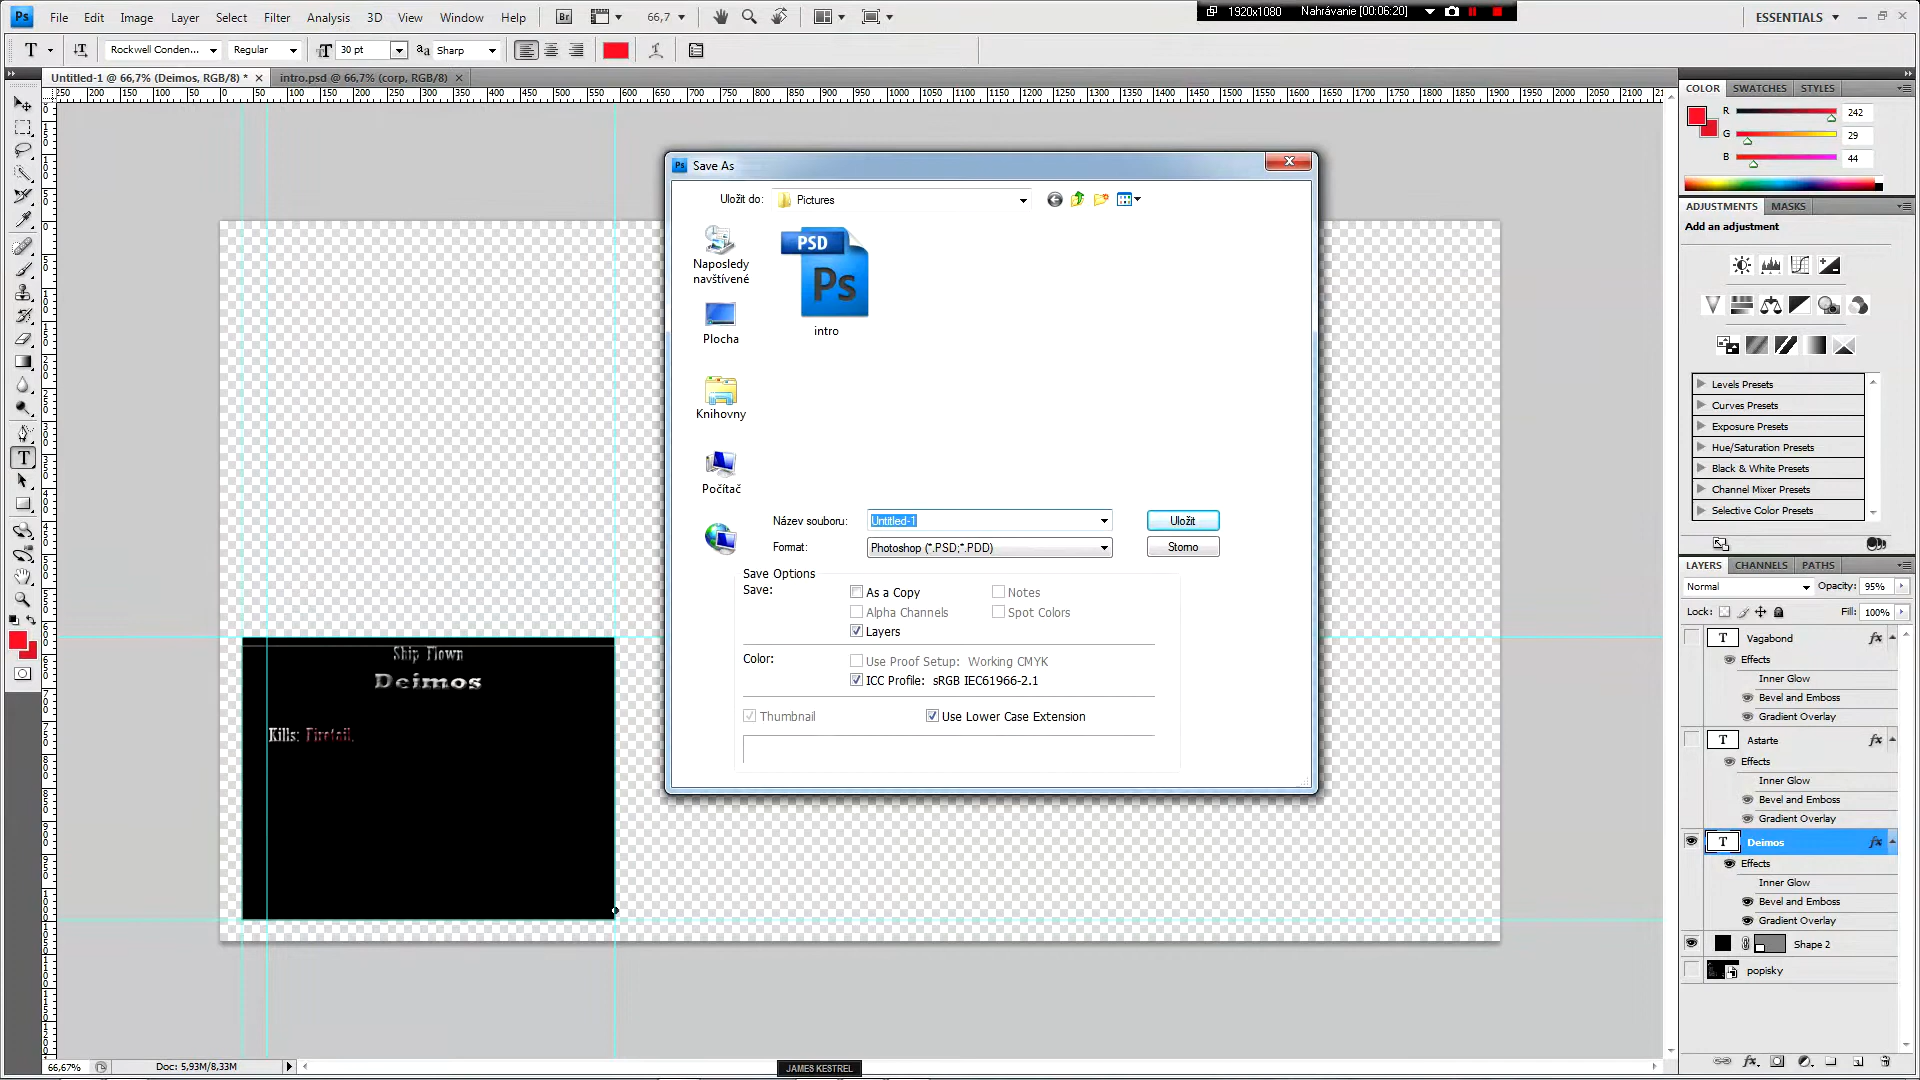 Ps File Edit Image Layer Select Filter Analysis 3D View Window Help Br 66,7 1920x1080 Nahrávanie [00:06:20] ESSENTIALS
T Rockwell Conden... Regular 30 pt Sharp
Untitled-1 @ 66,7% (Deimos, RGB/8) * intro.psd @ 66,7% (corp, RGB/8)
COLOR SWATCHES STYLES
R 242
G 29
B 44
ADJUSTMENTS MASKS
Add an adjustment
Levels Presets
Curves Presets
Exposure Presets
Hue/Saturation Presets
Black & White Presets
Channel Mixer Presets
Selective Color Presets
LAYERS CHANNELS PATHS
Normal Opacity: 95%
Lock: Fill: 100%
T Vagabond fx
Effects
Inner Glow
Bevel and Emboss
Gradient Overlay
T Astarte fx
Effects
Inner Glow
Bevel and Emboss
Gradient Overlay
T Deimos fx
Effects
Inner Glow
Bevel and Emboss
Gradient Overlay
Shape 2
popisky
Ps Save As
Uložit do: Pictures
Naposledy
navštívené
Plocha
Knihovny
Počítač
PSD
Ps
intro
Název souboru: Untitled-1 Uložit
Format: Photoshop (*.PSD;*.PDD) Storno
Save Options
Save: As a Copy Notes
Alpha Channels Spot Colors
Layers
Color: Use Proof Setup: Working CMYK
ICC Profile: sRGB IEC61966-2.1
Thumbnail Use Lower Case Extension
Ship Flown
Deimos
Kills: Firetail,
66,67% Doc: 5,93M/8,33M
JAMES KESTREL